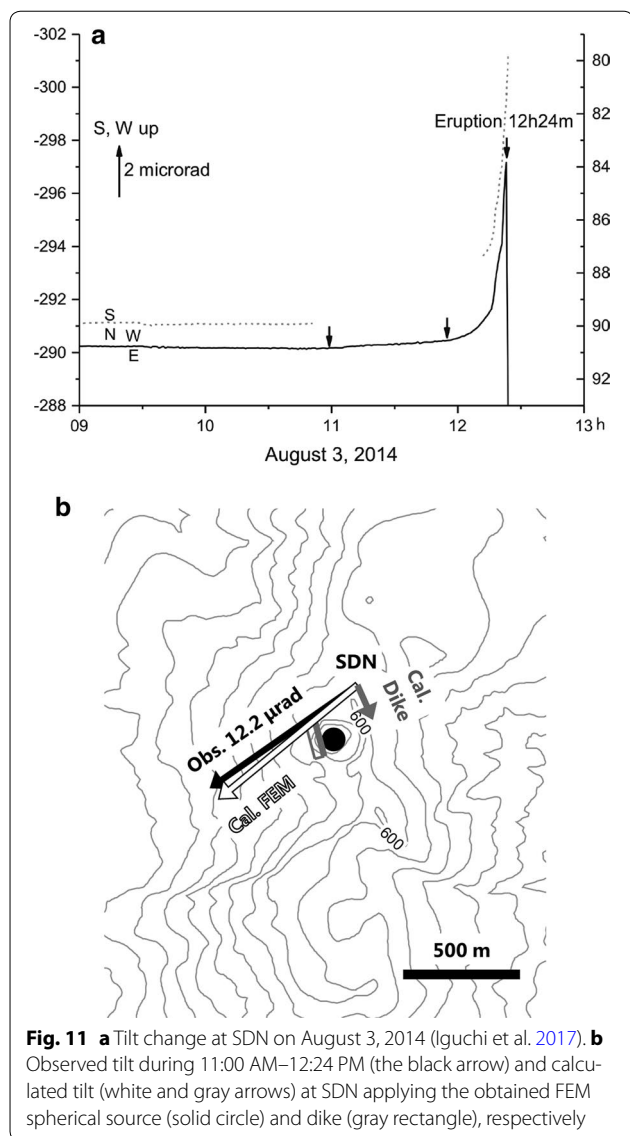 a
-302
-300
-298
-296
-294
-292
-290
-288
S, W up
2 microrad
Eruption 12h24m
S
N
W
E
80
82
84
86
88
90
92
09
10
11
12
13 h
August 3, 2014
b
SDN
Cal.
Dike
Obs. 12.2 μrad
Cal. FEM
600
600
500 m
Fig. 11 a Tilt change at SDN on August 3, 2014 (Iguchi et al. 2017). b
Observed tilt during 11:00 AM–12:24 PM (the black arrow) and calcu-
lated tilt (white and gray arrows) at SDN applying the obtained FEM
spherical source (solid circle) and dike (gray rectangle), respectively